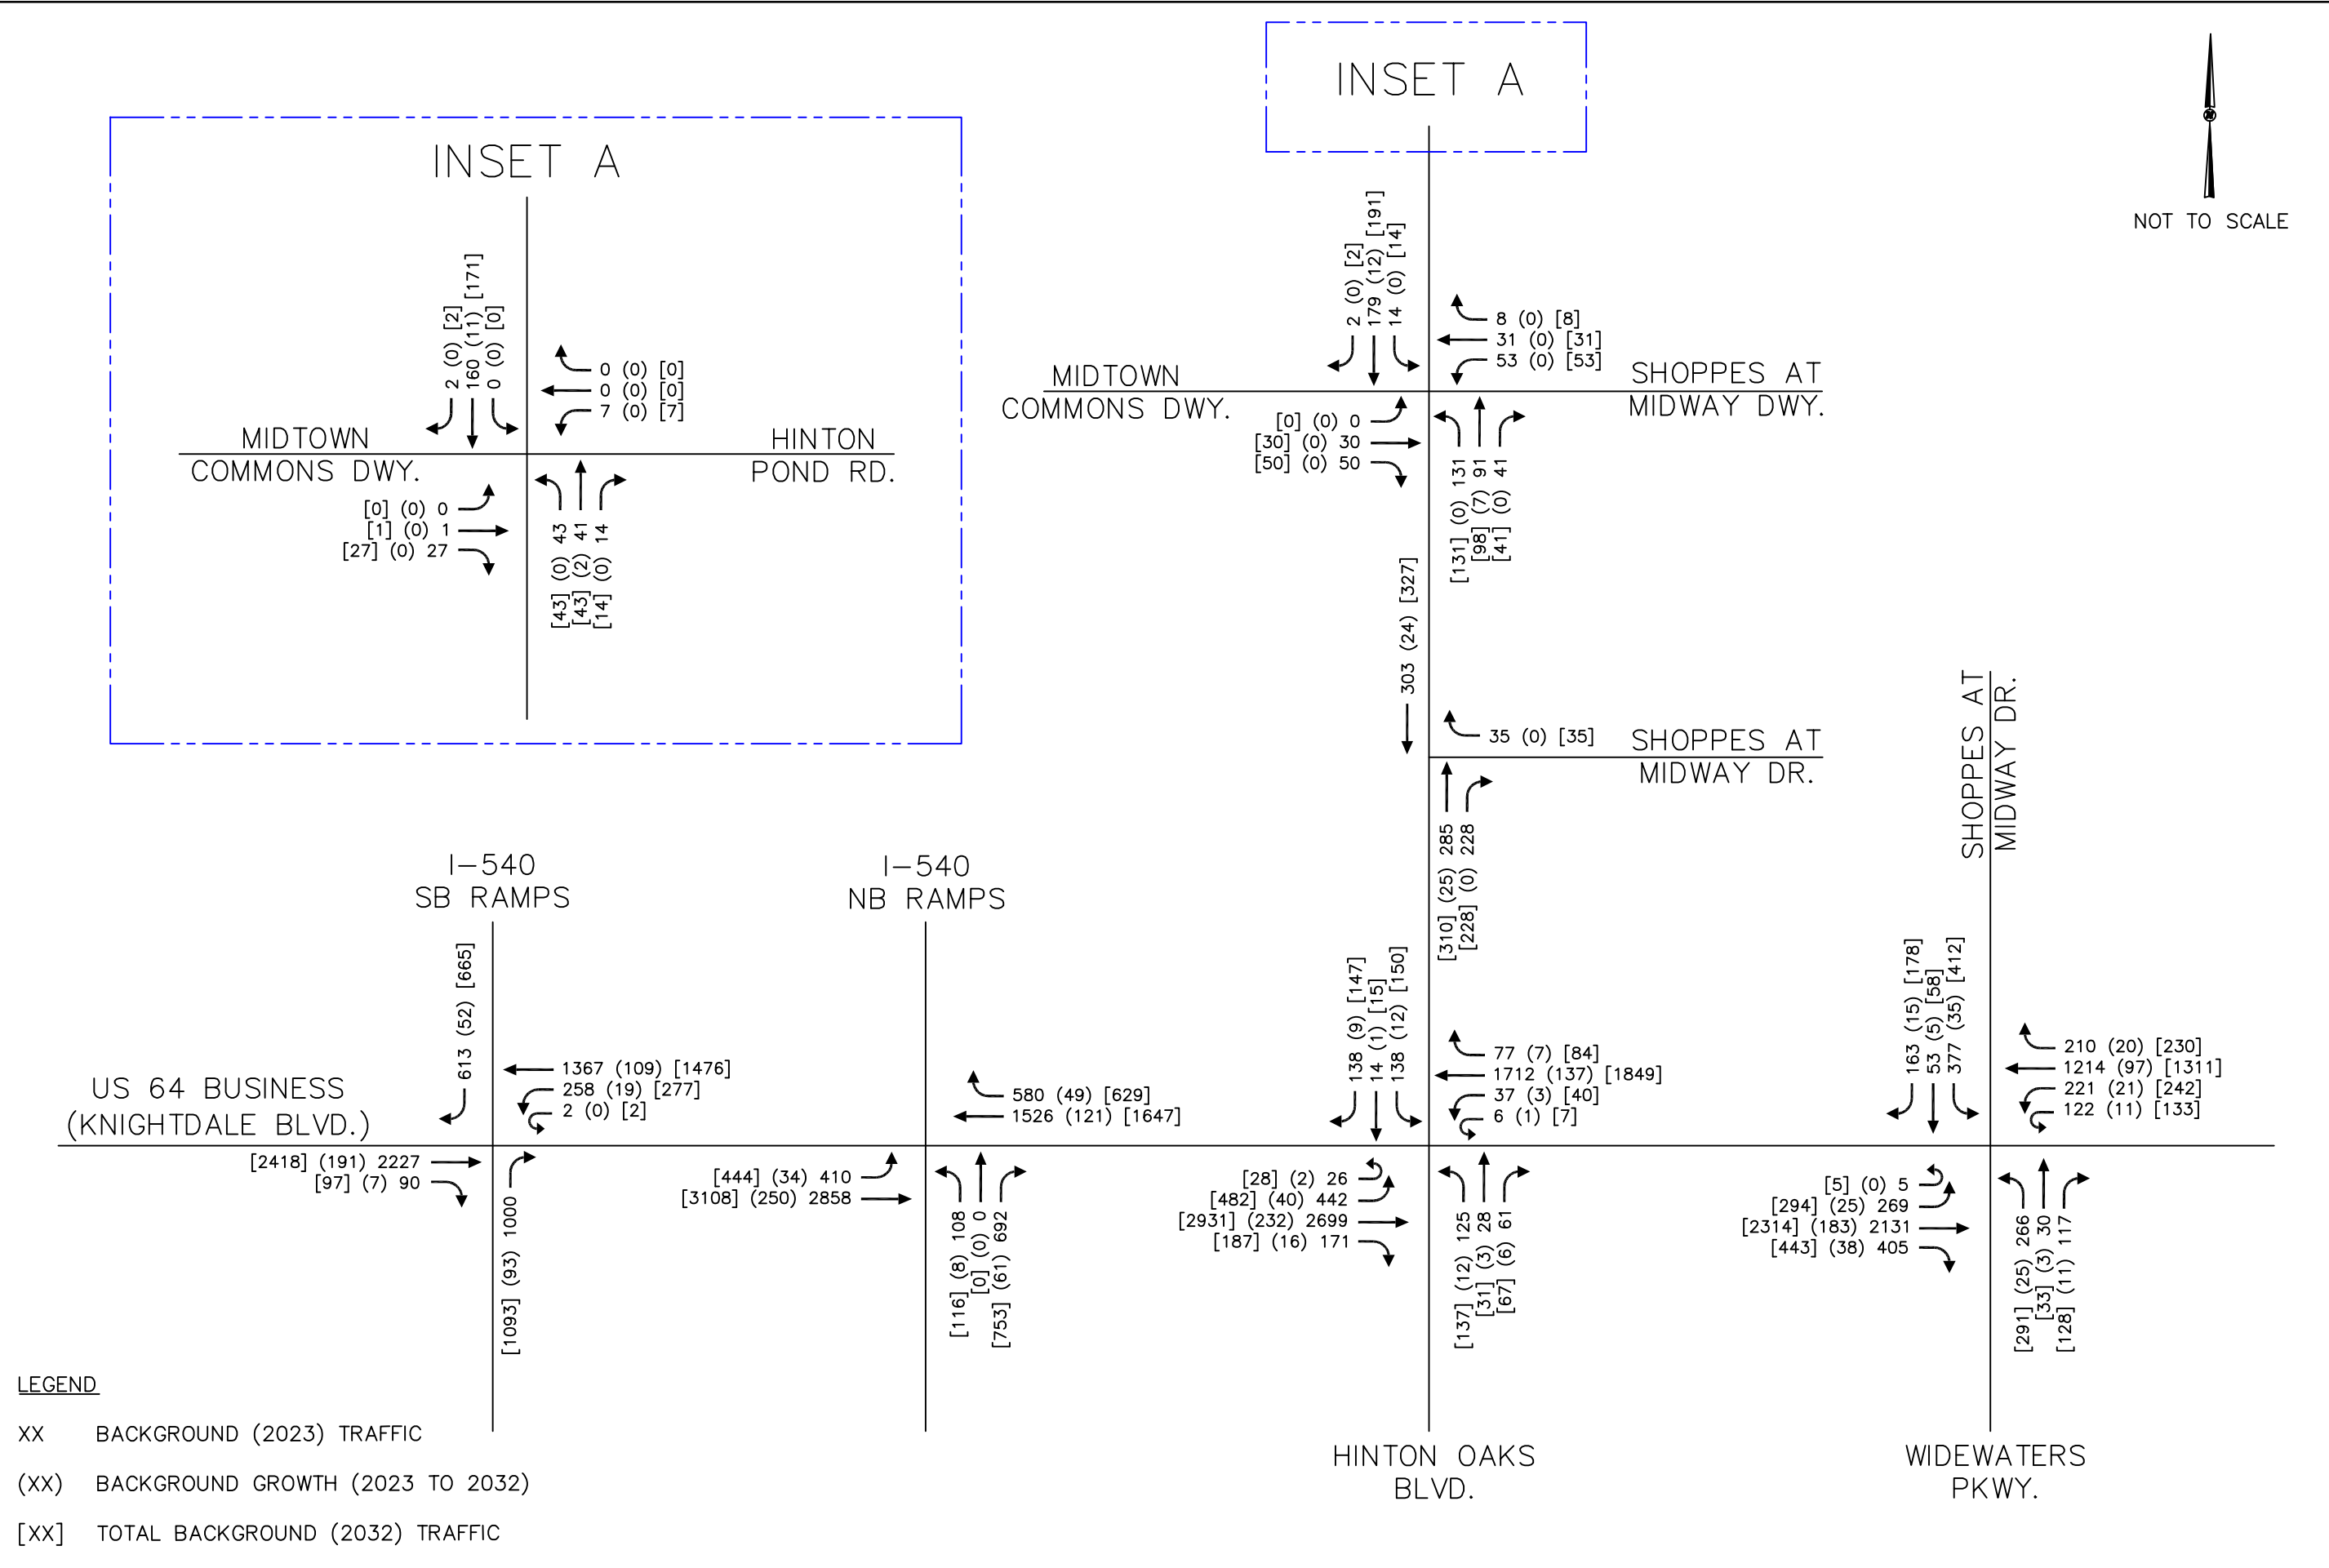 INSET A
NOT TO SCALE
INSET A
2 (0) [2]
160 (11) [171]
0 (0) [0]
0 (0) [0]
0 (0) [0]
7 (0) [7]
MIDTOWN
COMMONS DWY.
HINTON
POND RD.
[0] (0) 0
[1] (0) 1
[27] (0) 27
[43] (0) 43
[43] (2) 41
[14] (0) 14
2 (0) [2]
179 (12) [191]
14 (0) [14]
8 (0) [8]
31 (0) [31]
53 (0) [53]
MIDTOWN
COMMONS DWY.
SHOPPES AT
MIDWAY DWY.
[0] (0) 0
[30] (0) 30
[50] (0) 50
[131] (0) 131
[98] (7) 91
[41] (0) 41
303 (24) [327]
35 (0) [35]
SHOPPES AT
MIDWAY DR.
[310] (25) 285
[228] (0) 228
SHOPPES AT
MIDWAY DR.
I-540
SB RAMPS
I-540
NB RAMPS
US 64 BUSINESS
(KNIGHTDALE BLVD.)
613 (52) [665]
1367 (109) [1476]
258 (19) [277]
2 (0) [2]
[2418] (191) 2227
[97] (7) 90
[1093] (93) 1000
580 (49) [629]
1526 (121) [1647]
[444] (34) 410
[3108] (250) 2858
[116] (8) 108
[0] (0) 0
[753] (61) 692
138 (9) [147]
14 (1) [15]
138 (12) [150]
77 (7) [84]
1712 (137) [1849]
37 (3) [40]
6 (1) [7]
[28] (2) 26
[482] (40) 442
[2931] (232) 2699
[187] (16) 171
[137] (12) 125
[31] (3) 28
[67] (6) 61
163 (15) [178]
53 (5) [58]
377 (35) [412]
210 (20) [230]
1214 (97) [1311]
221 (21) [242]
122 (11) [133]
[5] (0) 5
[294] (25) 269
[2314] (183) 2131
[443] (38) 405
[291] (25) 266
[33] (3) 30
[128] (11) 117
HINTON OAKS
BLVD.
WIDEWATERS
PKWY.
LEGEND
XX BACKGROUND (2023) TRAFFIC
(XX) BACKGROUND GROWTH (2023 TO 2032)
[XX] TOTAL BACKGROUND (2032) TRAFFIC